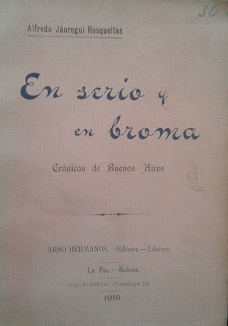 30
Alfredo Jáuregui Rosquellas
En serio y
en broma
Crónicas de Buenos Aires
ARNO HERMANOS.—Editores—Libreros
La Paz—Bolivia
1919